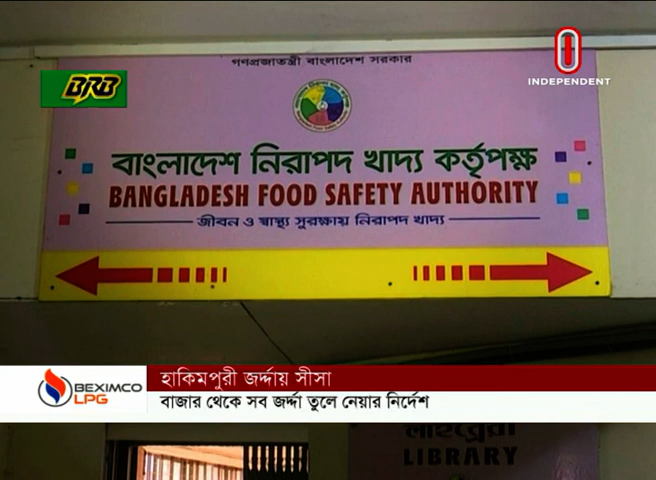 গণপ্রজাতন্ত্রী বাংলাদেশ সরকার
BRB
INDEPENDENT
বাংলাদেশ নিরাপদ খাদ্য কর্তৃপক্ষ
BANGLADESH FOOD SAFETY AUTHORITY
জীবন ও স্বাস্থ্য সুরক্ষায় নিরাপদ খাদ্য
BEXIMCO
LPG
হাকিমপুরী জর্দ্দায় সীসা
বাজার থেকে সব জর্দ্দা তুলে নেয়ার নির্দেশ
লাইব্রেরী
LIBRARY